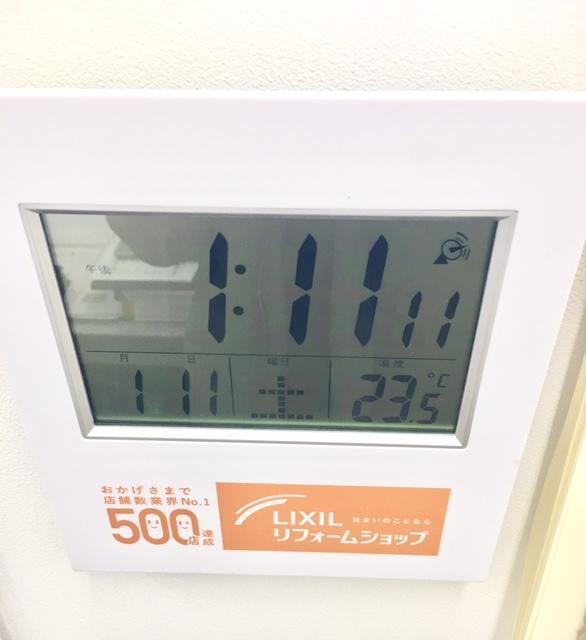 午後 1:11 11
月 日 曜日 温度
1 11 土 23.5 ℃
おかげさまで
店舗数業界No.1
500店達成
LIXIL 住まいのことなら
リフォームショップ